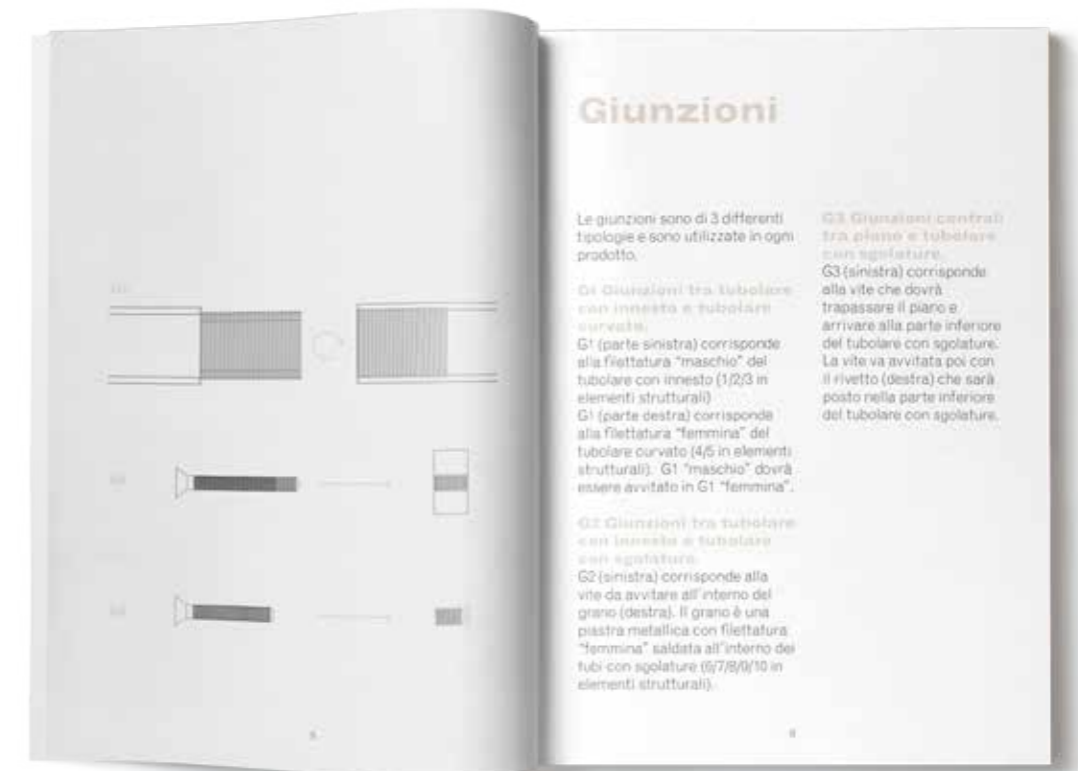 G1
G2
G3
Giunzioni
Le giunzioni sono di 3 differenti
tipologie e sono utilizzate in ogni
prodotto.
G1 Giunzioni tra tubolare
con innesto e tubolare
curvato.
G1 (parte sinistra) corrisponde
alla filettatura “maschio” del
tubolare con innesto (1/2/3 in
elementi strutturali)
G1 (parte destra) corrisponde
alla filettatura “femmina” del
tubolare curvato (4/5 in elementi
strutturali). G1 “maschio” dovrà
essere avvitato in G1 “femmina”.
G2 Giunzioni tra tubolare
con innesto e tubolare
con sgolature.
G2 (sinistra) corrisponde alla
vite da avvitare all'interno del
grano (destra). Il grano è una
piastra metallica con filettatura
“femmina” saldata all'interno dei
tubi con sgolature (6/7/8/9/10 in
elementi strutturali).
G3 Giunzioni centrali
tra piano e tubolare
con sgolature.
G3 (sinistra) corrisponde
alla vite che dovrà
trapassare il piano e
arrivare alla parte inferiore
del tubolare con sgolature.
La vite va avvitata poi con
il rivetto (destra) che sarà
posto nella parte inferiore
del tubolare con sgolature.